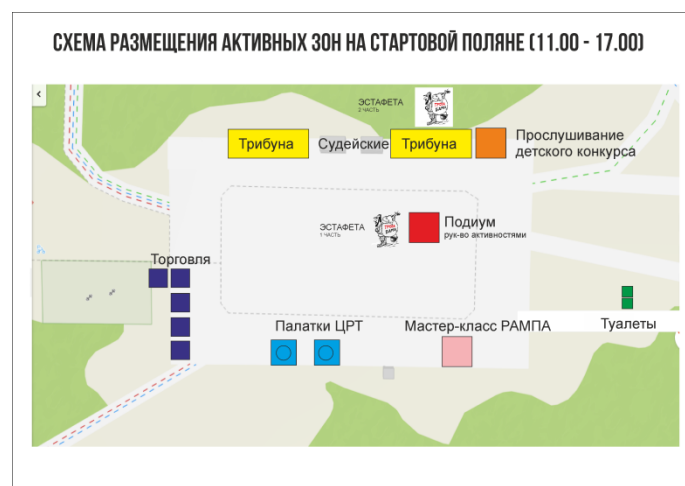 СХЕМА РАЗМЕЩЕНИЯ АКТИВНЫХ ЗОН НА СТАРТОВОЙ ПОЛЯНЕ (11.00 - 17.00)
ЭСТАФЕТА
2 ЧАСТЬ
Трибуна
Судейские
Трибуна
Прослушивание
детского конкурса
ЭСТАФЕТА
1 ЧАСТЬ
Подиум
рук-во активностями
Торговля
Палатки ЦРТ
Мастер-класс РАМПА
Туалеты